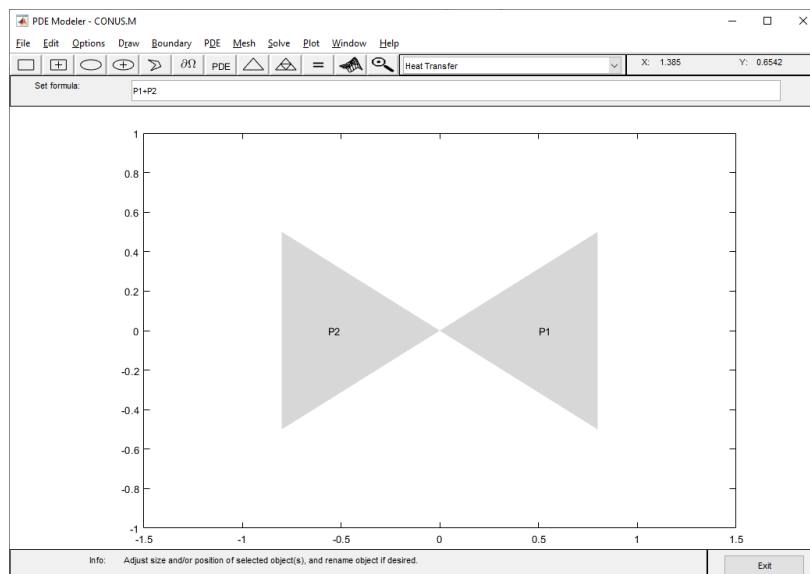 PDE Modeler - CONUS.M
File Edit Options Draw Boundary PDE Mesh Solve Plot Window Help
∂Ω PDE = Heat Transfer X: 1.385 Y: 0.6542
Set formula: P1+P2
1
0.8
0.6
0.4
0.2
0
-0.2
-0.4
-0.6
-0.8
-1
P2 P1
-1.5 -1 -0.5 0 0.5 1 1.5
Info: Adjust size and/or position of selected object(s), and rename object if desired. Exit